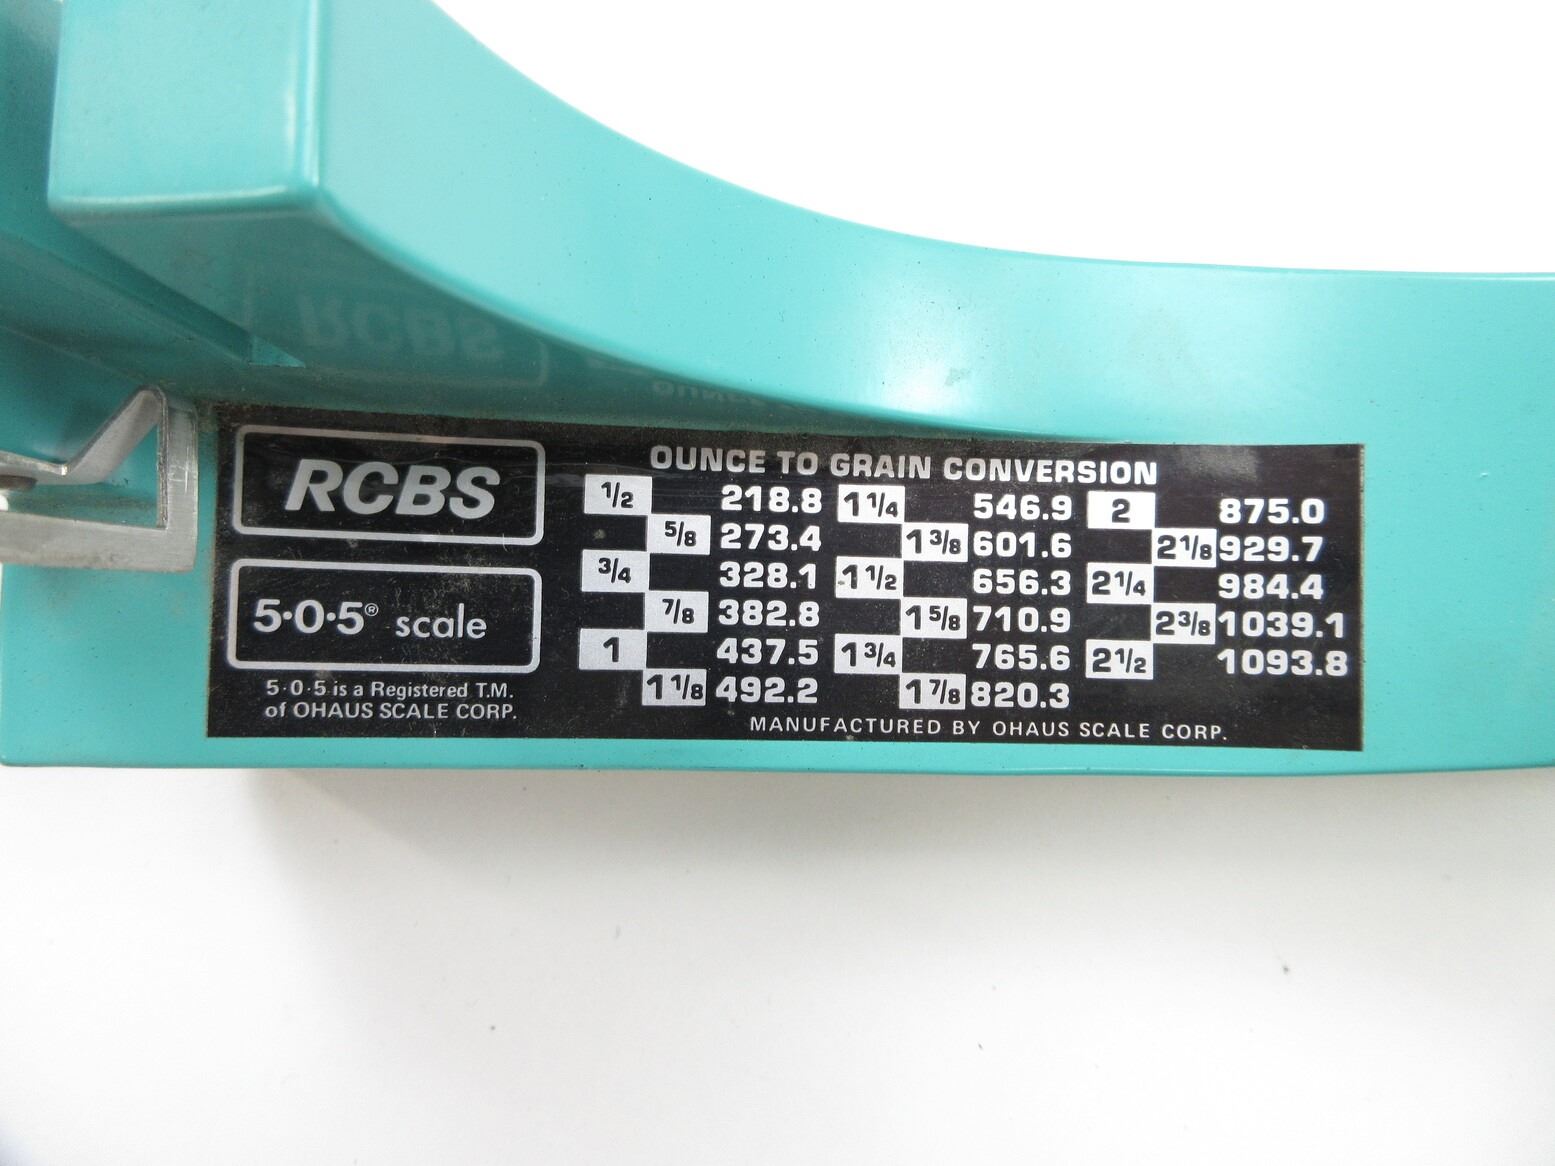 RCBS
5·0·5® scale
5·0·5 is a Registered T.M.
of OHAUS SCALE CORP.
OUNCE TO GRAIN CONVERSION
1/2 218.8 1 1/4 546.9 2 875.0
5/8 273.4 1 3/8 601.6 2 1/8 929.7
3/4 328.1 1 1/2 656.3 2 1/4 984.4
7/8 382.8 1 5/8 710.9 2 3/8 1039.1
1 437.5 1 3/4 765.6 2 1/2 1093.8
1 1/8 492.2 1 7/8 820.3
MANUFACTURED BY OHAUS SCALE CORP.